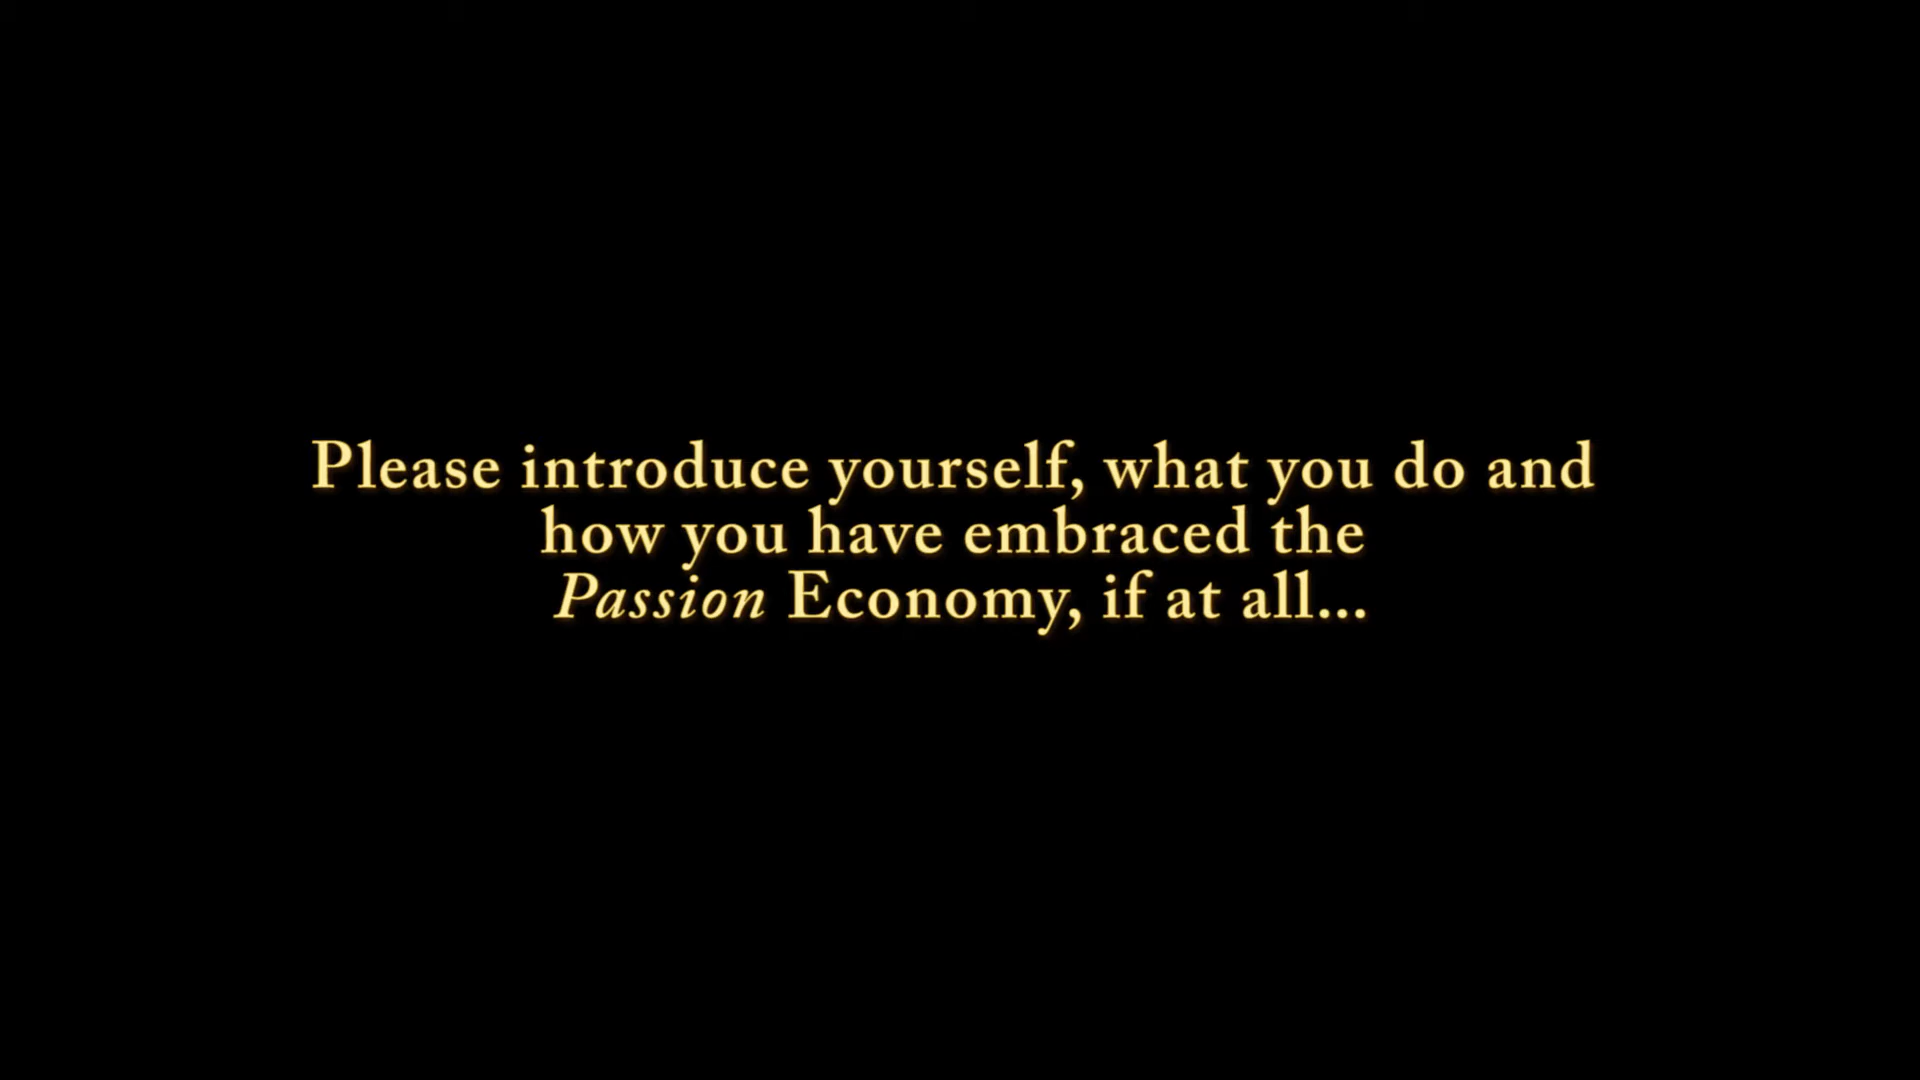 Please introduce yourself, what you do and
how you have embraced the
Passion Economy, if at all...